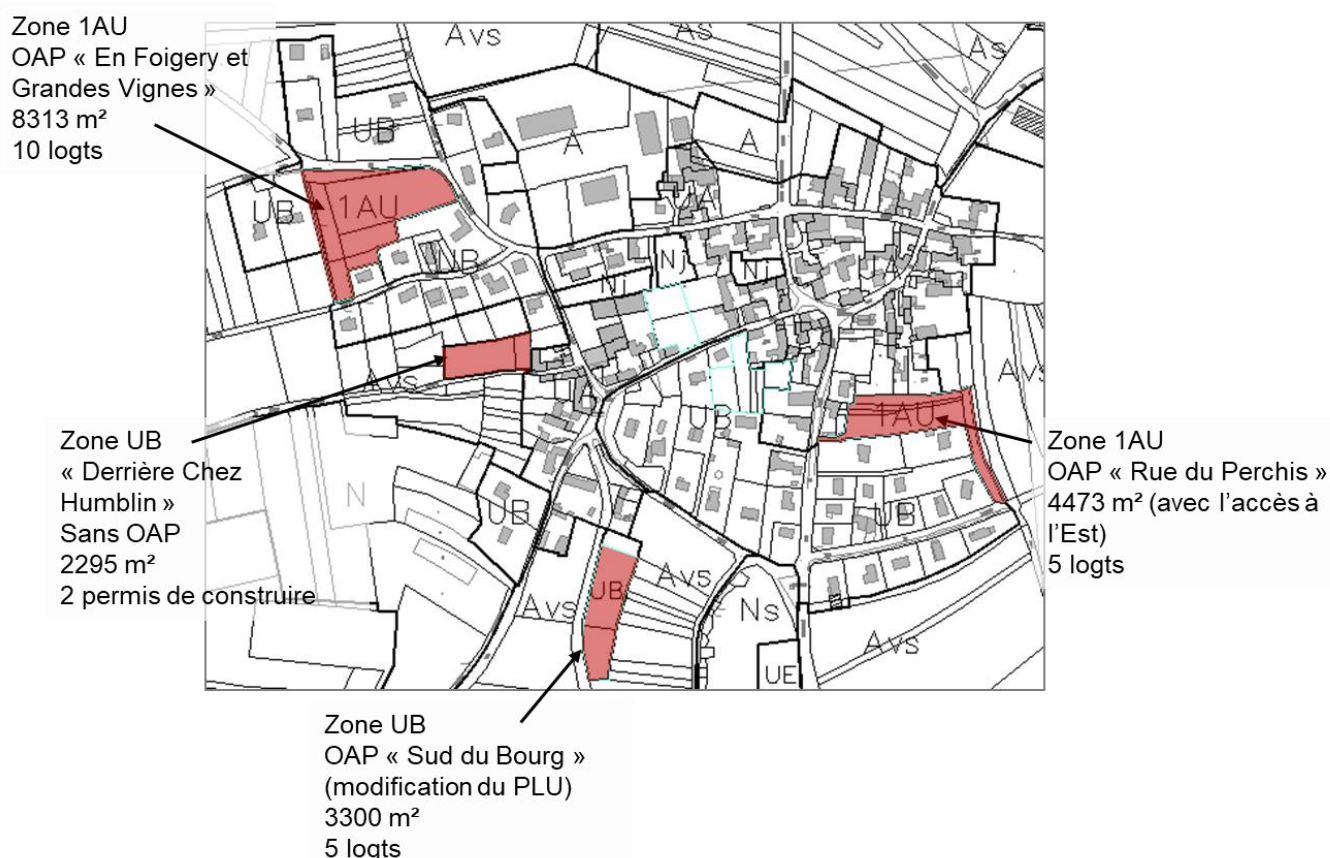 Zone 1AU
OAP « En Foigery et
Grandes Vignes »
8313 m²
10 logts
Avs
As
As
UB
A
A
UB
1AU
UA
UB
Nj
Nj
Nj
UA
Avs
Avs
1AU
UB
Zone 1AU
OAP « Rue du Perchis »
4473 m² (avec l’accès à
l’Est)
5 logts
Zone UB
« Derrière Chez
Humblin »
Sans OAP
2295 m²
2 permis de construire
N
UB
UB
Avs
UB
Avs
Ns
Avs
UE
Zone UB
OAP « Sud du Bourg »
(modification du PLU)
3300 m²
5 logts